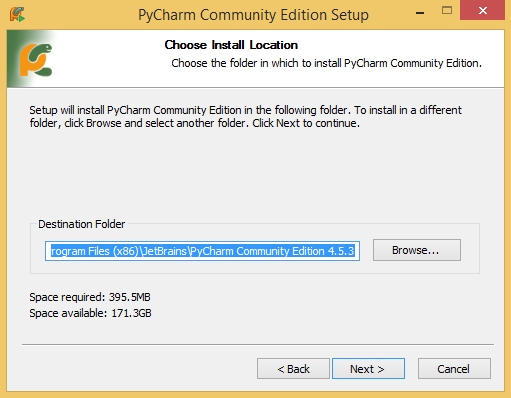 PyCharm Community Edition Setup
Choose Install Location
Choose the folder in which to install PyCharm Community Edition.
Setup will install PyCharm Community Edition in the following folder. To install in a different
folder, click Browse and select another folder. Click Next to continue.
Destination Folder
rogram Files (x86)\JetBrains\PyCharm Community Edition 4.5.3
Browse...
Space required: 395.5MB
Space available: 171.3GB
< Back
Next >
Cancel